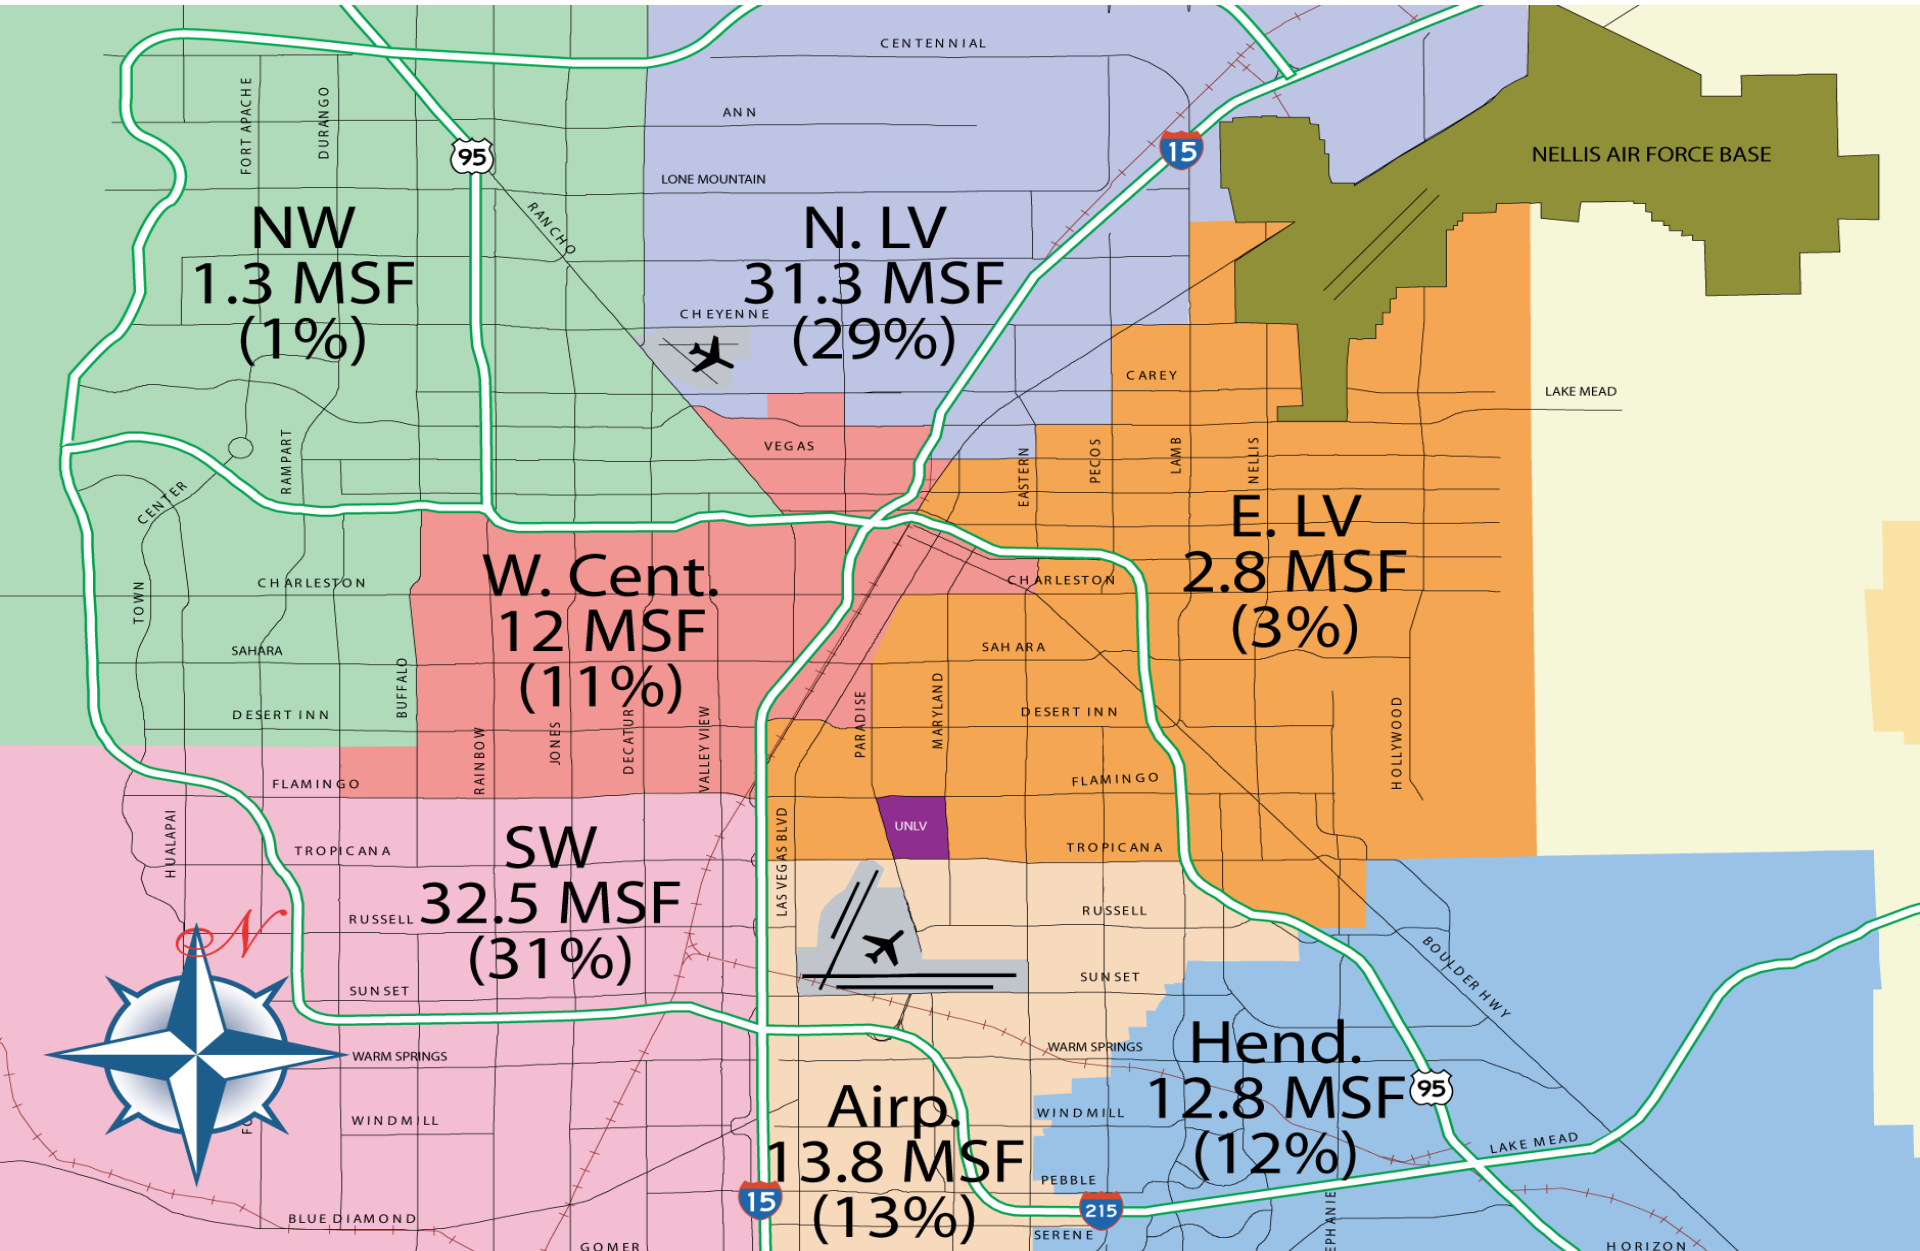 CENTENNIAL
ANN
FORT APACHE
DURANGO
95
15
NELLIS AIR FORCE BASE
LONE MOUNTAIN
RANCHO
NW
1.3 MSF
(1%)
N. LV
31.3 MSF
(29%)
CHEYENNE
CAREY
LAKE MEAD
VEGAS
RAMPART
CENTER
TOWN
EASTERN
PECOS
LAMB
NELLIS
E. LV
2.8 MSF
(3%)
W. Cent.
12 MSF
(11%)
CHARLESTON
CHARLESTON
SAHARA
SAHARA
BUFFALO
DESERT INN
DESERT INN
RAINBOW
JONES
DECATUR
VALLEY VIEW
PARADISE
MARYLAND
HOLLYWOOD
FLAMINGO
FLAMINGO
HUALAPAI
LAS VEGAS BLVD
UNLV
TROPICANA
TROPICANA
SW
32.5 MSF
(31%)
RUSSELL
RUSSELL
N
BOULDER HWY
SUNSET
SUNSET
WARM SPRINGS
WARM SPRINGS
Hend.
12.8 MSF
(12%)
95
WINDMILL
WINDMILL
Airp.
13.8 MSF
(13%)
LAKE MEAD
PEBBLE
15
215
BLUE DIAMOND
SERENE
GOMER
HORIZON